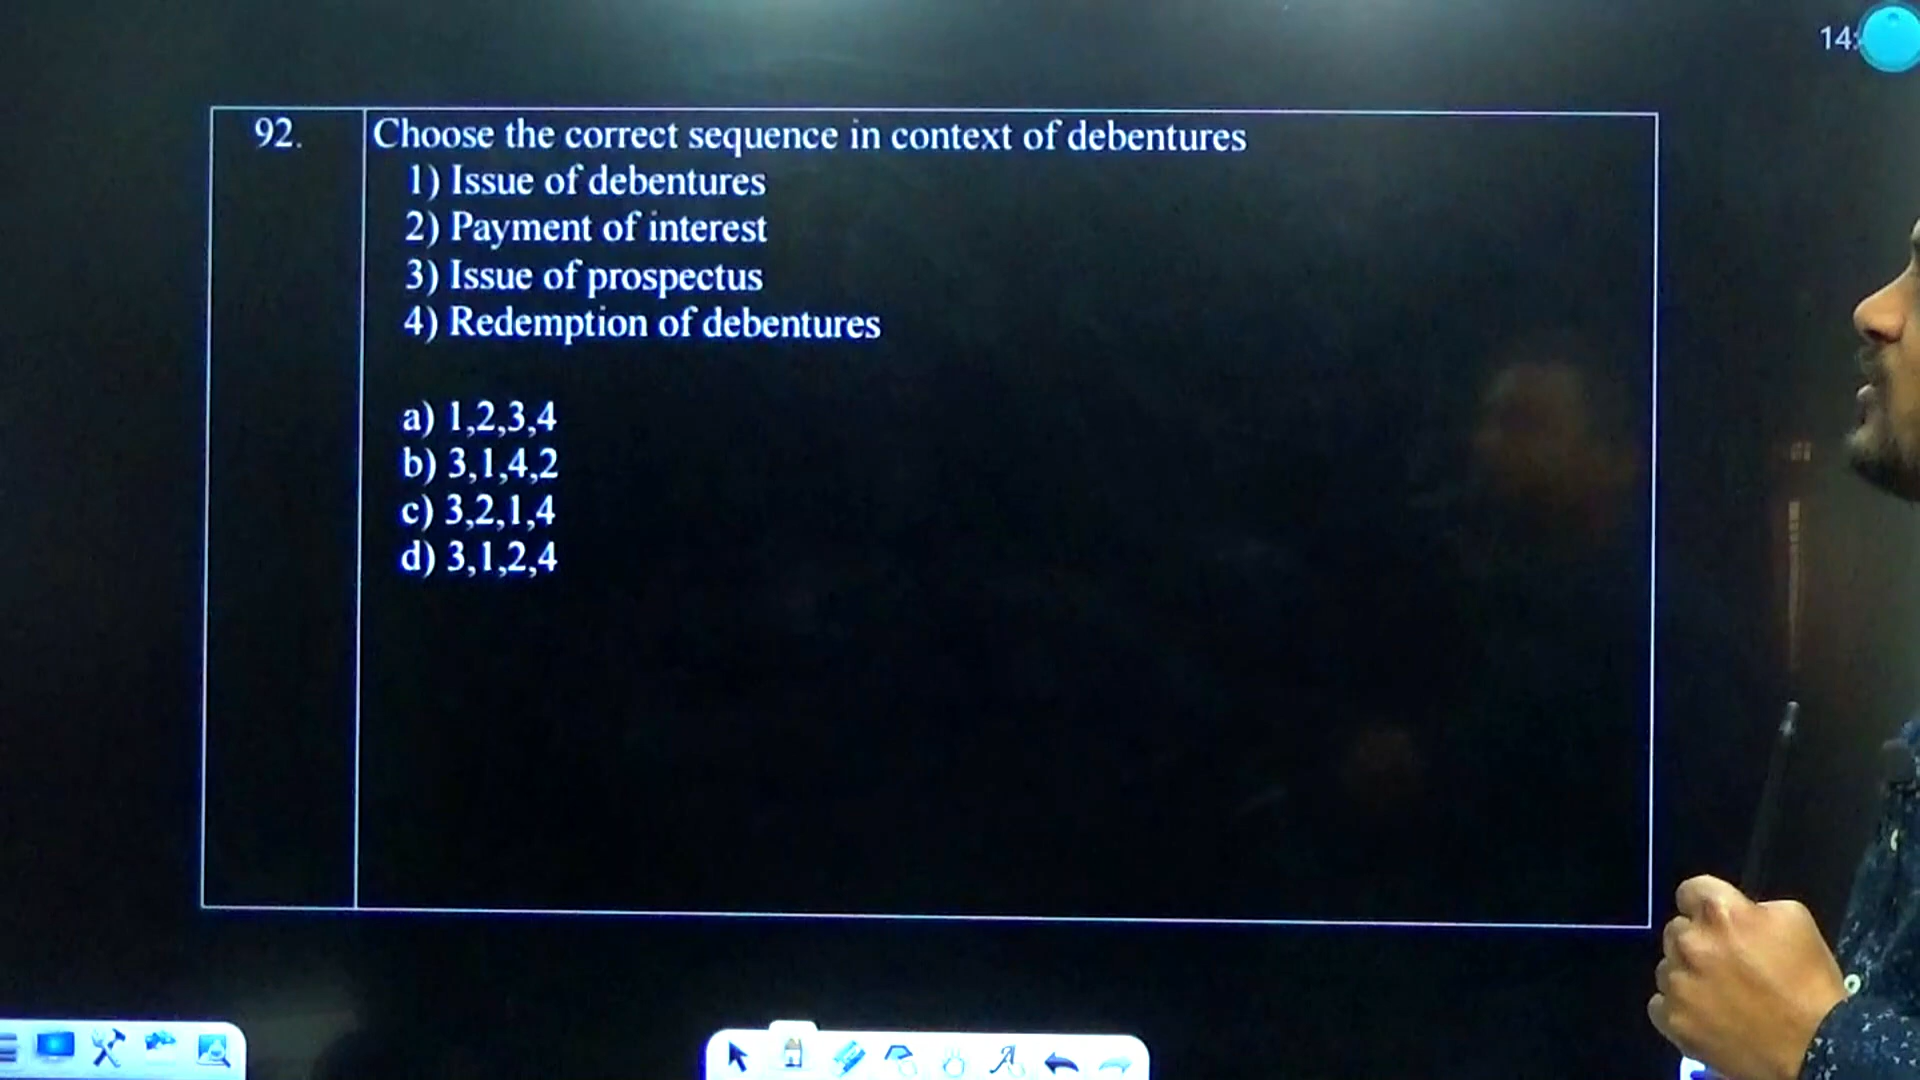 14:
92.
Choose the correct sequence in context of debentures
1) Issue of debentures
2) Payment of interest
3) Issue of prospectus
4) Redemption of debentures
a) 1,2,3,4
b) 3,1,4,2
c) 3,2,1,4
d) 3,1,2,4